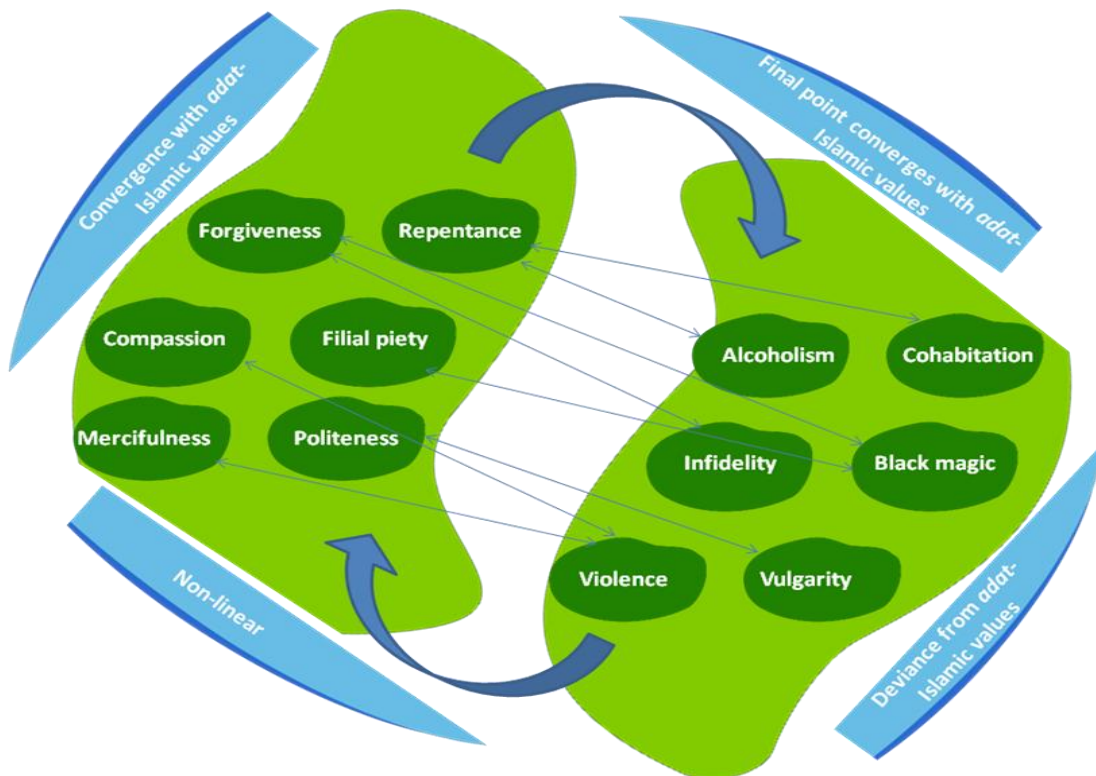 Convergence with adat-
Islamic values
Final point converges with adat-
Islamic values
Forgiveness
Repentance
Compassion
Filial piety
Mercifulness
Politeness
Alcoholism
Cohabitation
Infidelity
Black magic
Violence
Vulgarity
Non-linear
Deviance from adat-
Islamic values